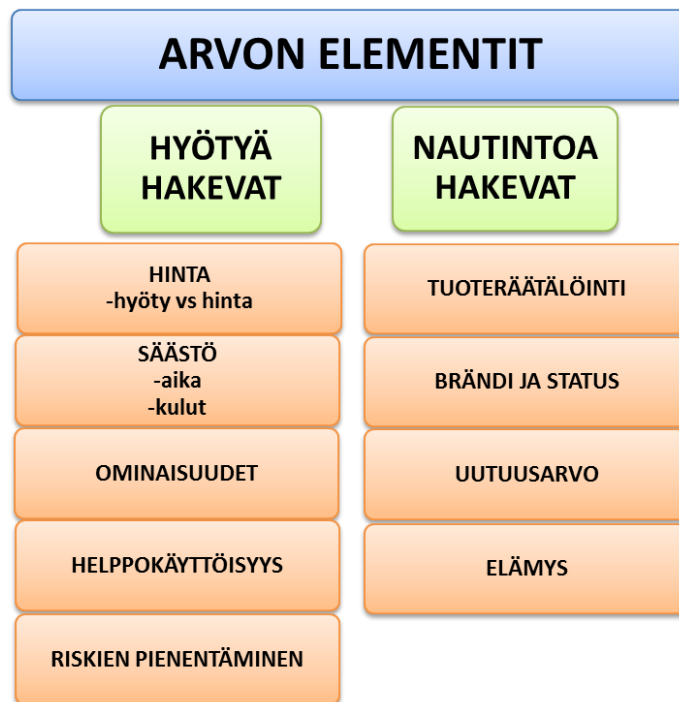 ARVON ELEMENTIT
HYÖTYÄ
HAKEVAT
HINTA
-hyöty vs hinta
SÄÄSTÖ
-aika
-kulut
OMINAISUUDET
HELPPOKÄYTTÖISYYS
RISKIEN PIENENTÄMINEN
NAUTINTOA
HAKEVAT
TUOTERÄÄTÄLÖINTI
BRÄNDI JA STATUS
UUTUUSARVO
ELÄMYS